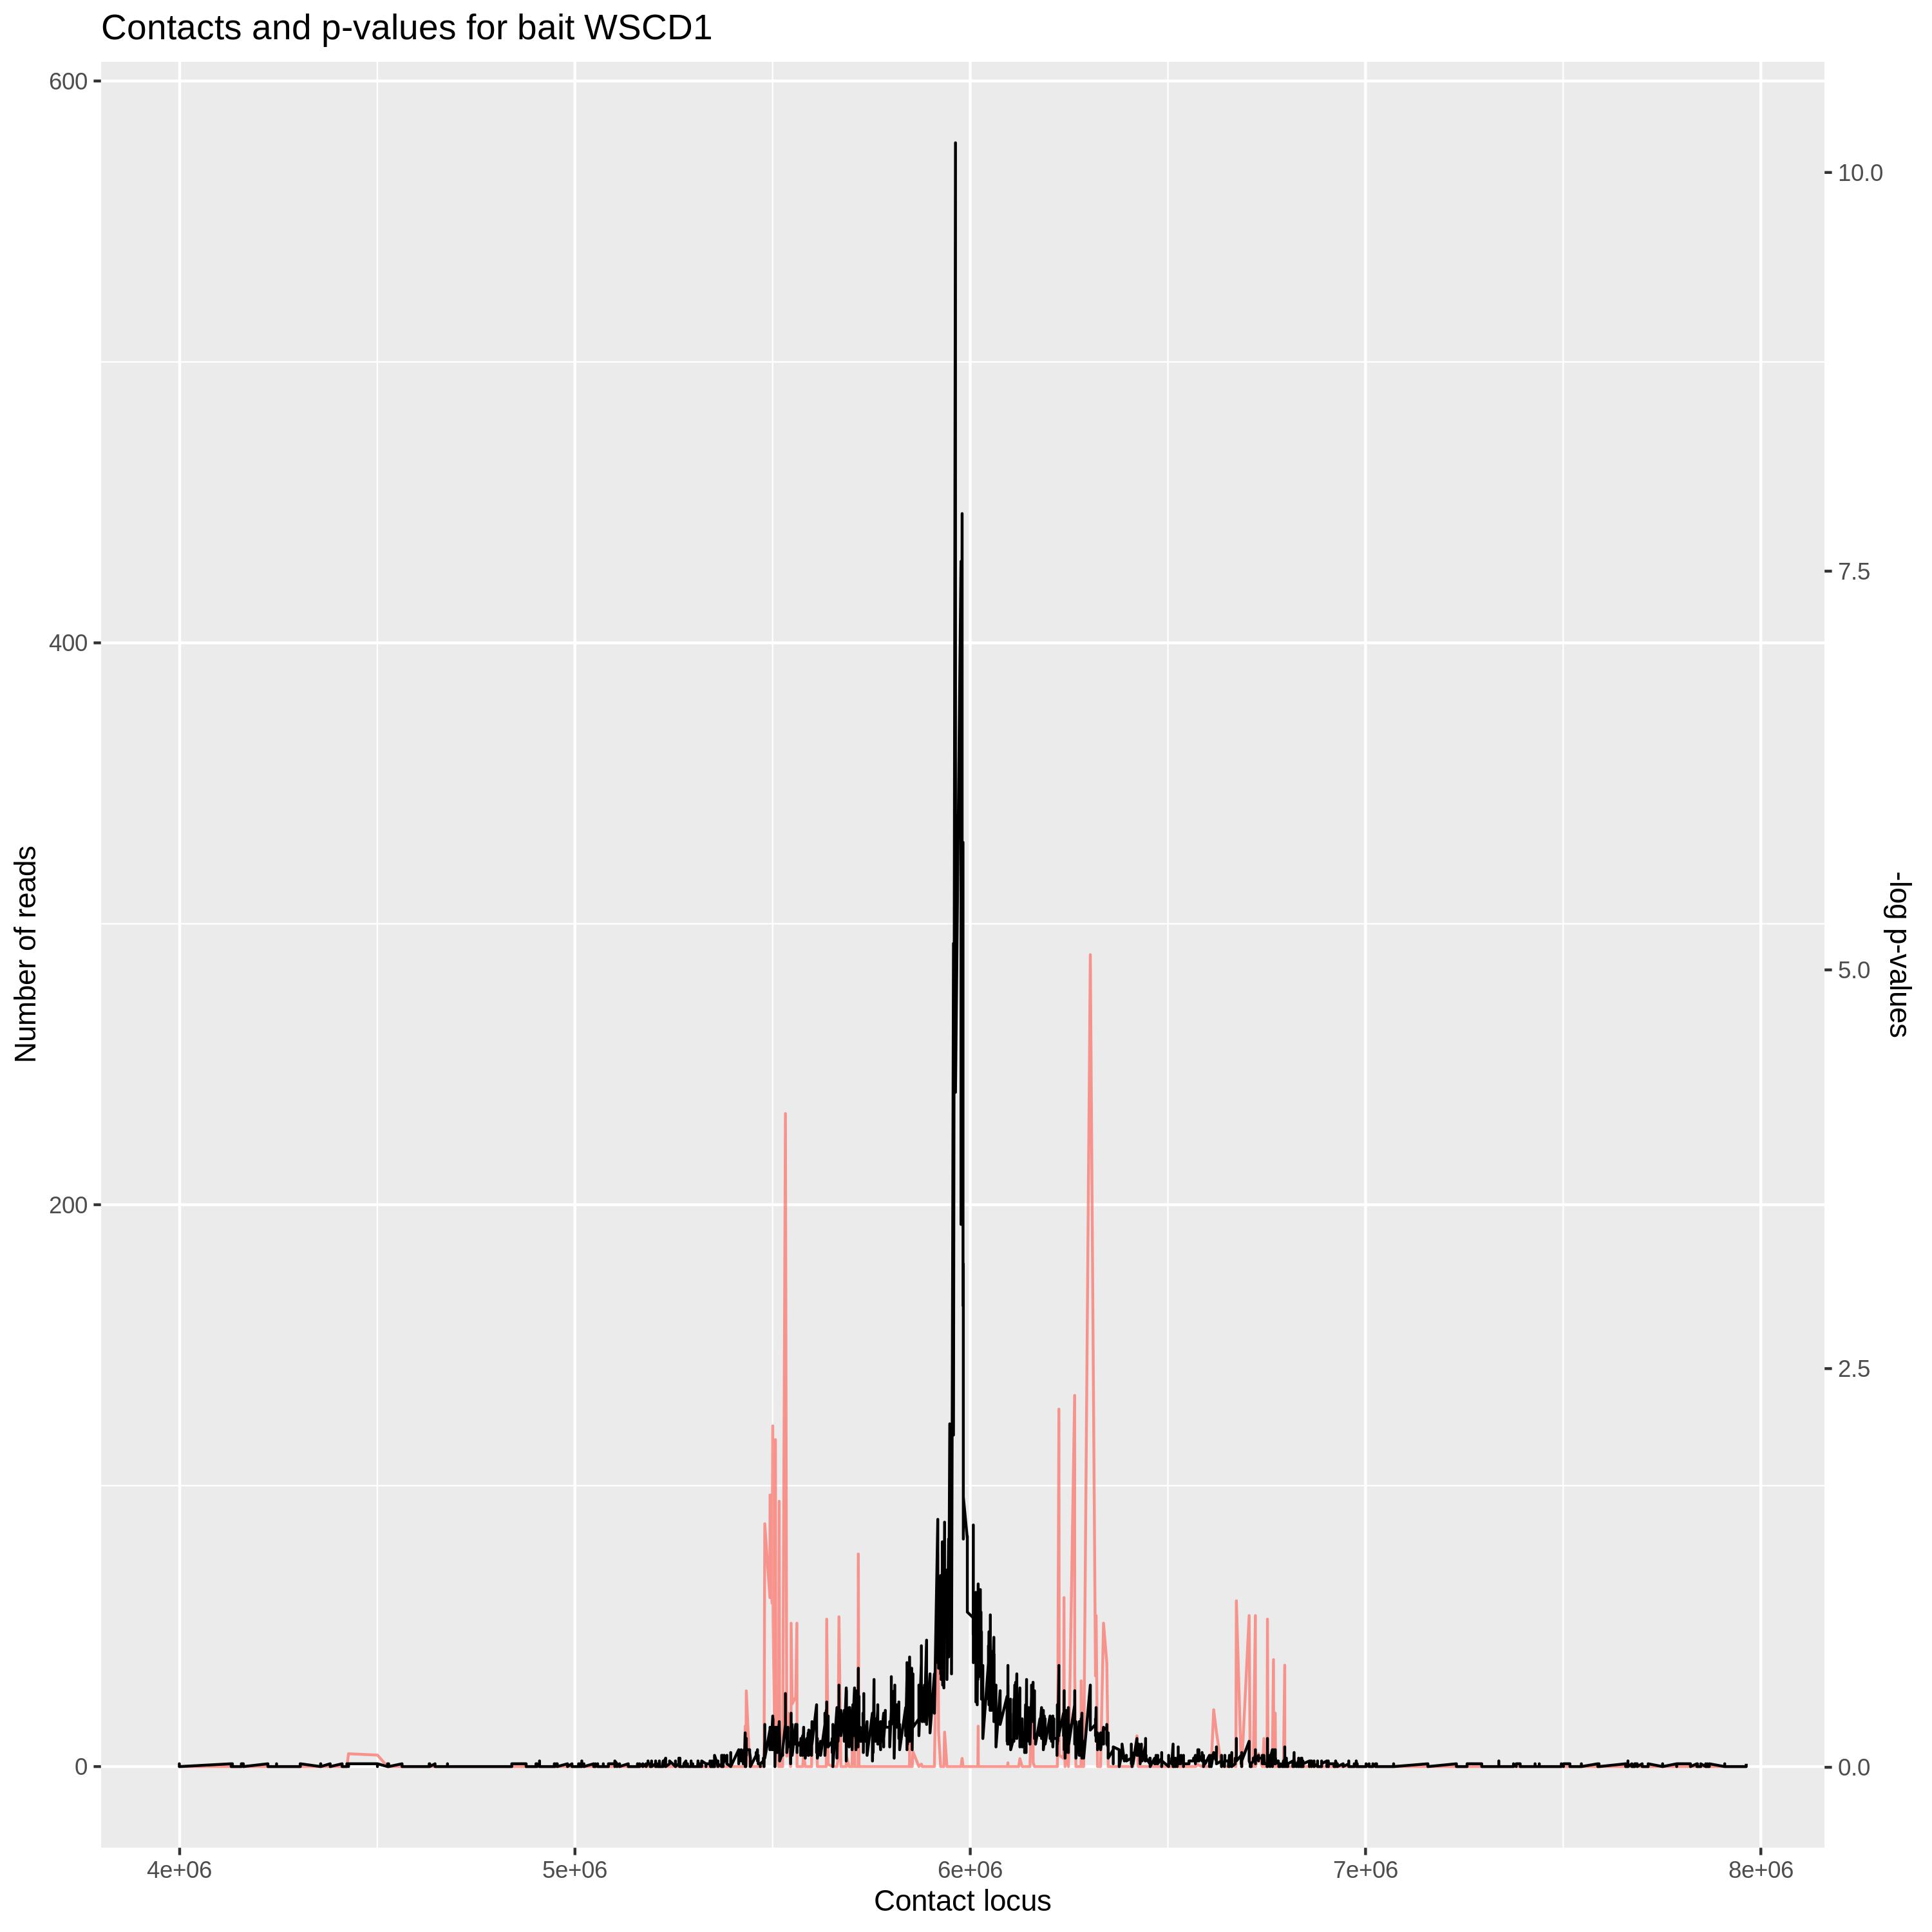 Contacts and p-values for bait WSCD1
600
400
200
0
Number of reads
10.0
7.5
5.0
2.5
0.0
-log p-values
4e+06
5e+06
6e+06
7e+06
8e+06
Contact locus